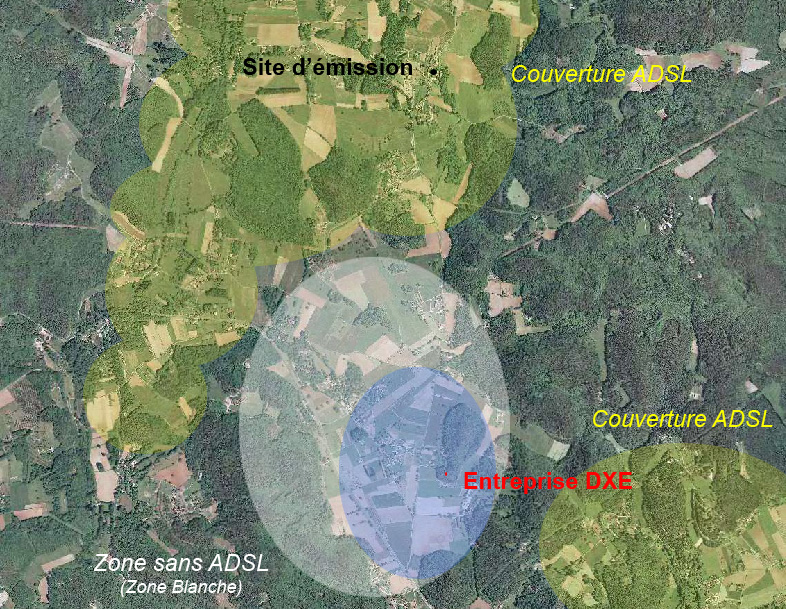 Site d'émission
Couverture ADSL
Couverture ADSL
Entreprise DXE
Zone sans ADSL
(Zone Blanche)